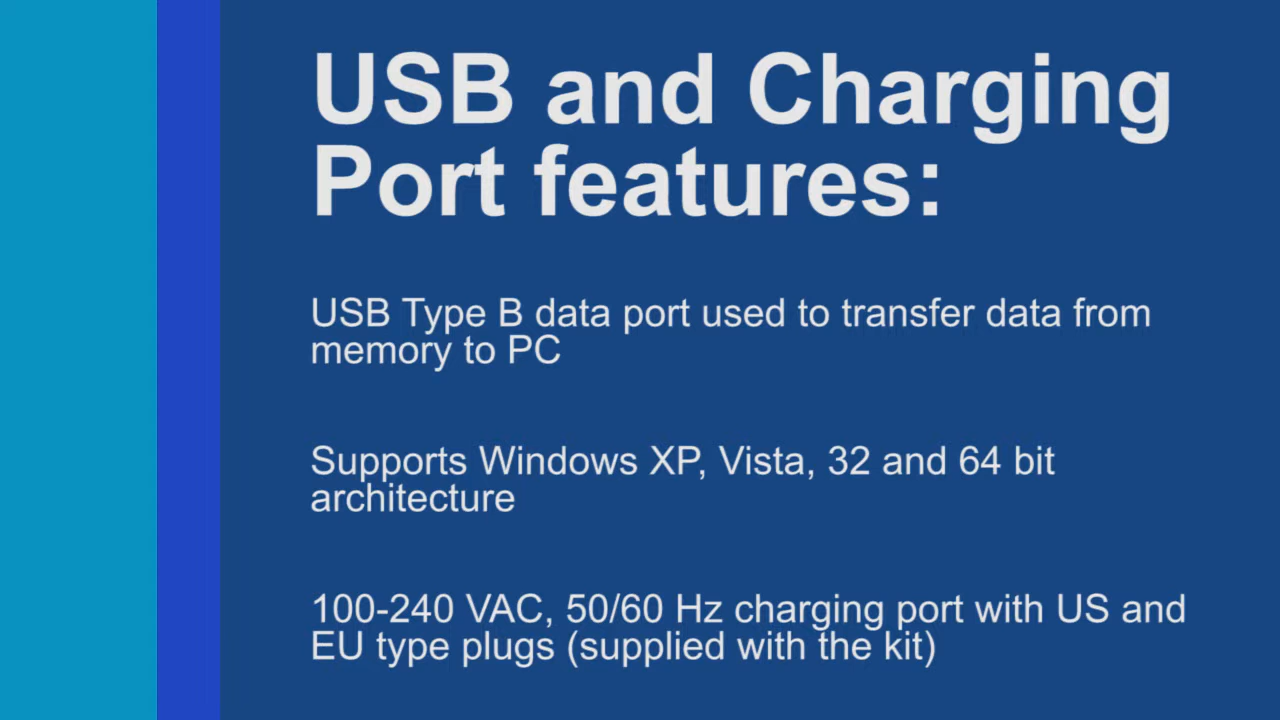 USB and Charging
Port features:
USB Type B data port used to transfer data from
memory to PC
Supports Windows XP, Vista, 32 and 64 bit
architecture
100-240 VAC, 50/60 Hz charging port with US and
EU type plugs (supplied with the kit)